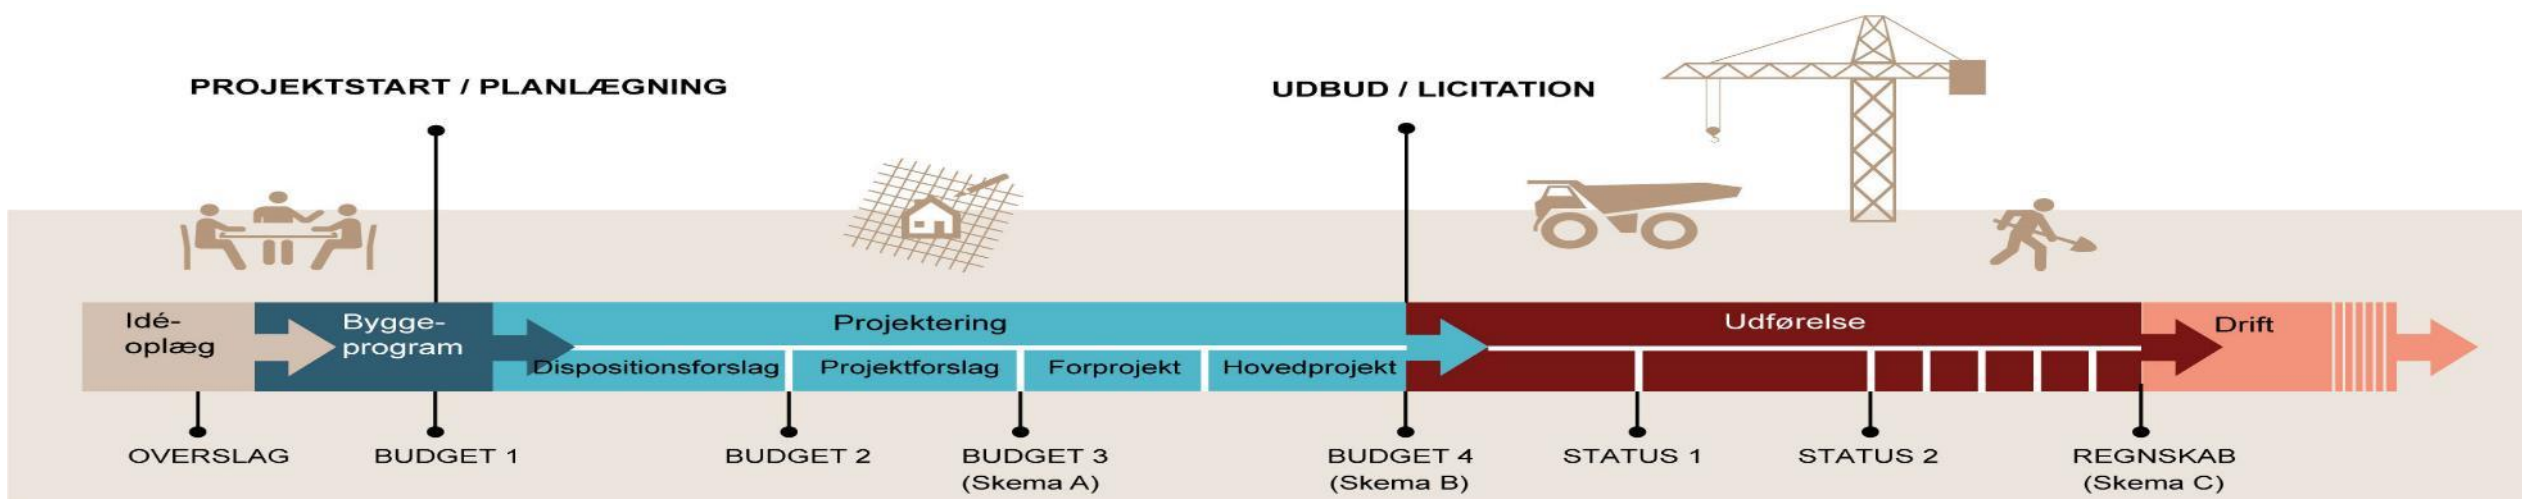 PROJEKTSTART / PLANLÆGNING
UDBUD / LICITATION
Idé-
oplæg
Bygge-
program
Projektering
Dispositionsforslag
Projektforslag
Forprojekt
Hovedprojekt
Udførelse
Drift
OVERSLAG
BUDGET 1
BUDGET 2
BUDGET 3
(Skema A)
BUDGET 4
(Skema B)
STATUS 1
STATUS 2
REGNSKAB
(Skema C)